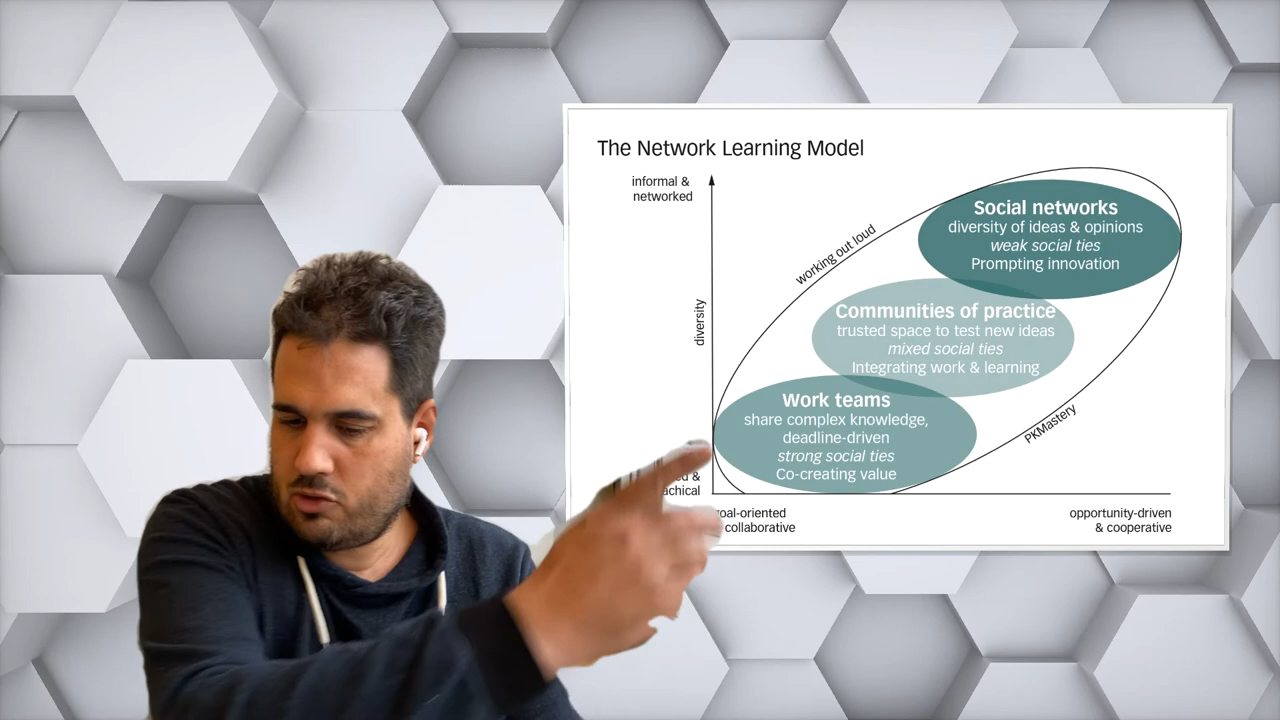 The Network Learning Model
informal &
networked
diversity
working out loud
Social networks
diversity of ideas & opinions
weak social ties
Prompting innovation
Communities of practice
trusted space to test new ideas
mixed social ties
Integrating work & learning
Work teams
share complex knowledge,
deadline-driven
strong social ties
Co-creating value
PKMastery
&
collaborative
opportunity-driven
& cooperative